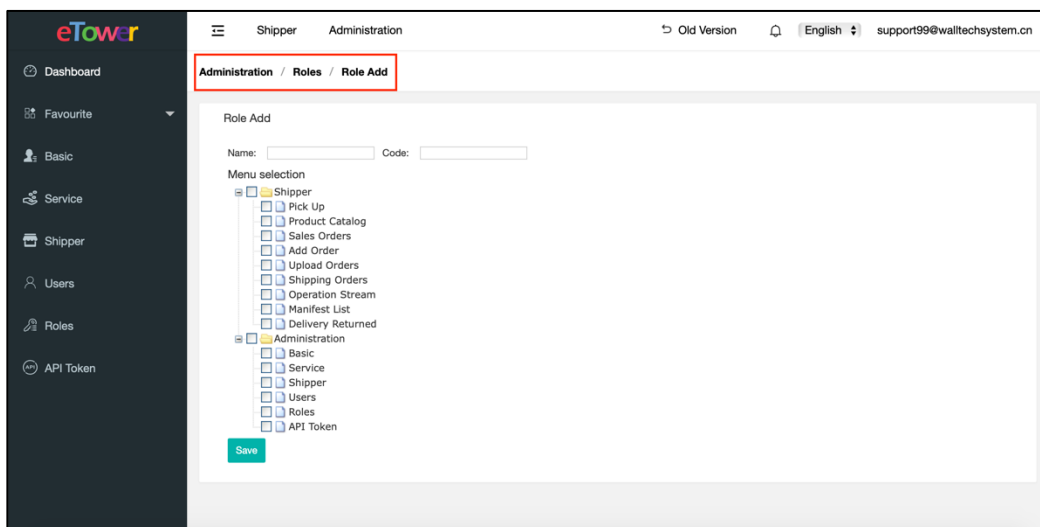 eTower
Shipper Administration Old Version English support99@walltechsystem.cn
Dashboard
Favourite
Basic
Service
Shipper
Users
Roles
API API Token
Administration / Roles / Role Add
Role Add
Name: Code:
Menu selection
Shipper
Pick Up
Product Catalog
Sales Orders
Add Order
Upload Orders
Shipping Orders
Operation Stream
Manifest List
Delivery Returned
Administration
Basic
Service
Shipper
Users
Roles
API Token
Save